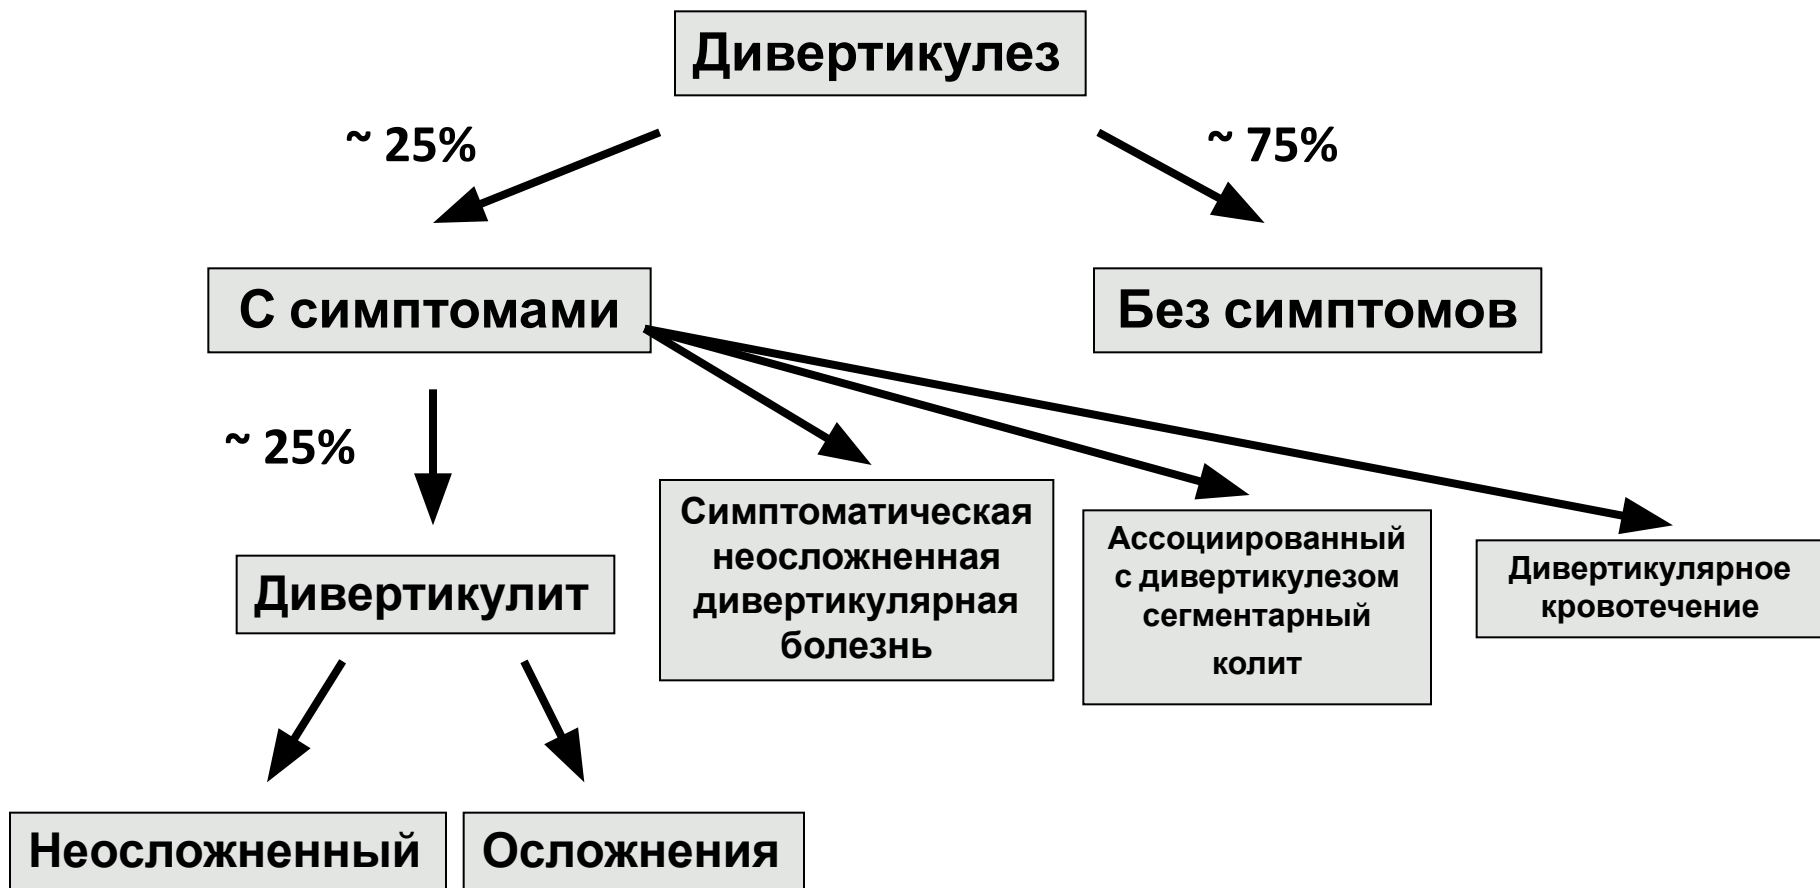 Дивертикулез
~ 25%
~ 75%
С симптомами
Без симптомов
~ 25%
Симптоматическая
неосложненная
дивертикулярная
болезнь
Ассоциированный
с дивертикулезом
сегментарный
колит
Дивертикулярное
кровотечение
Дивертикулит
Неосложненный
Осложнения